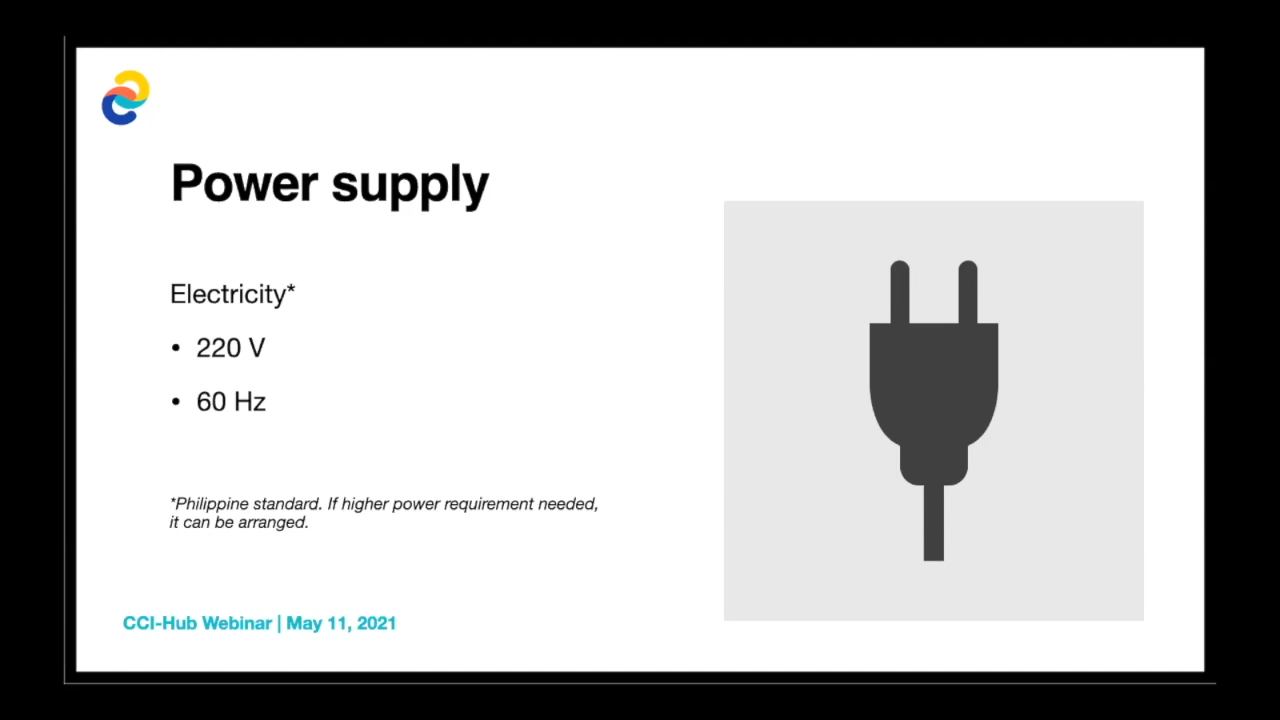 Power supply
Electricity*
• 220 V
• 60 Hz
*Philippine standard. If higher power requirement needed,
it can be arranged.
CCI-Hub Webinar | May 11, 2021